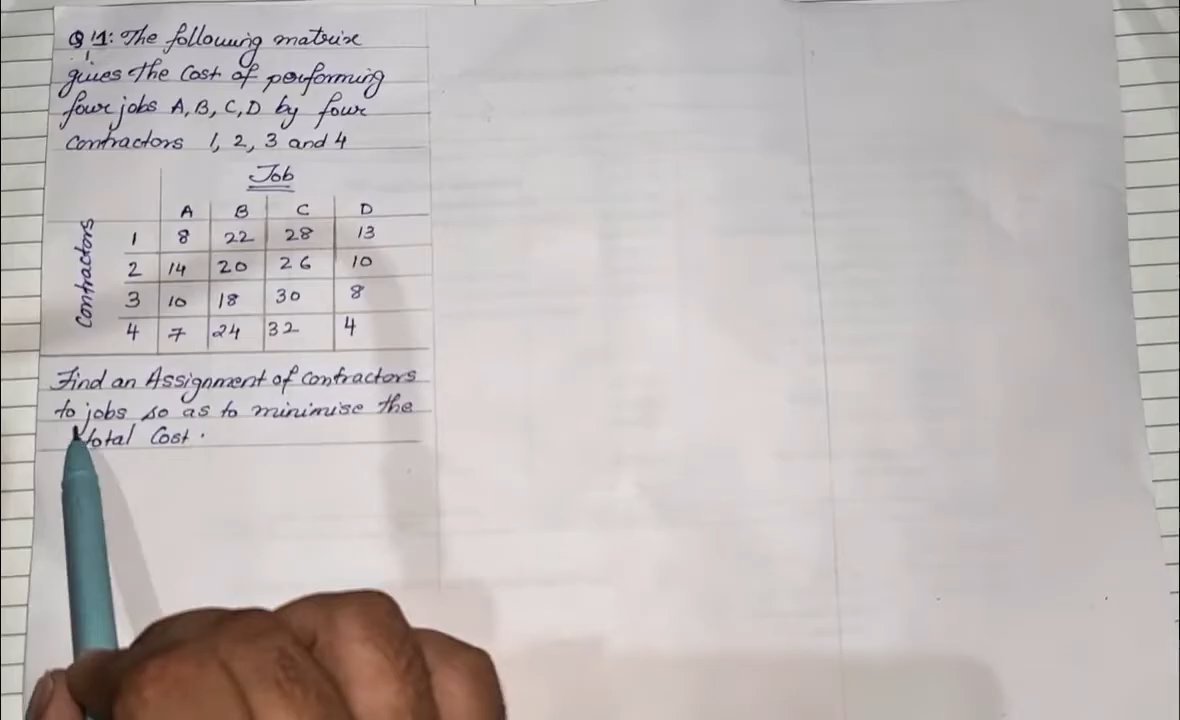 Q 1: The following matrix
gives the Cost of performing
four jobs A, B, C, D by four
Contractors 1, 2, 3 and 4
Job
A B C D
Contractors
1 8 22 28 13
2 14 20 26 10
3 10 18 30 8
4 7 24 32 4
Find an Assignment of contractors
to jobs so as to minimise the
total Cost.